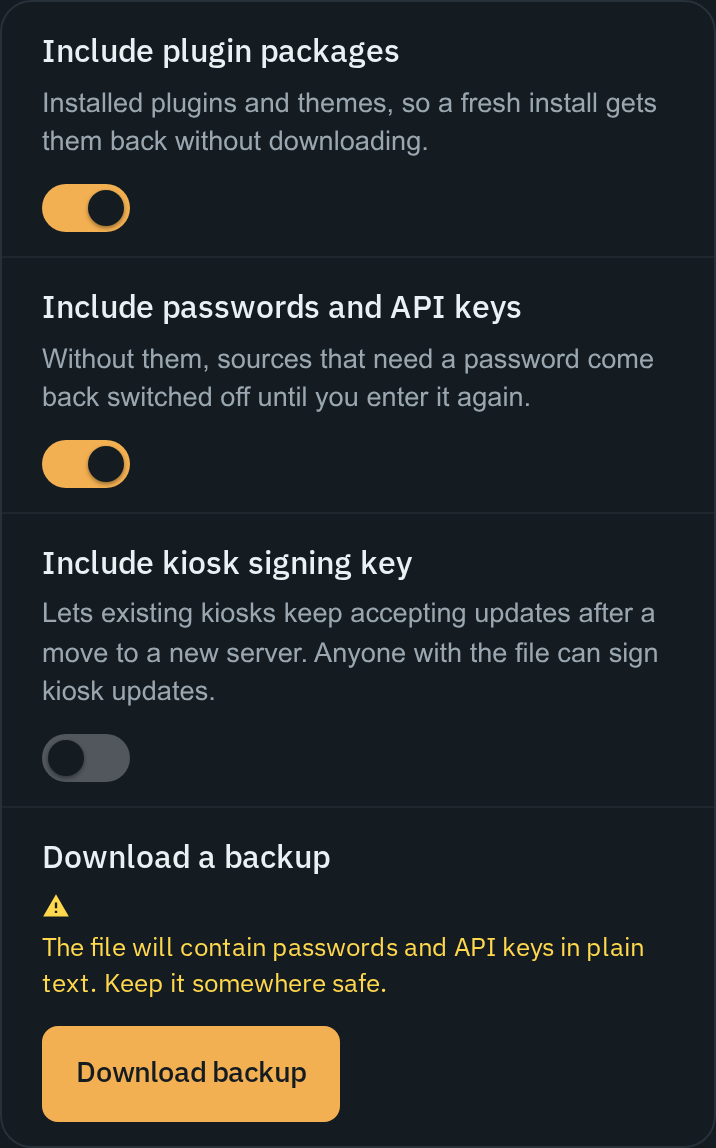 Include plugin packages
Installed plugins and themes, so a fresh install gets
them back without downloading.
Include passwords and API keys
Without them, sources that need a password come
back switched off until you enter it again.
Include kiosk signing key
Lets existing kiosks keep accepting updates after a
move to a new server. Anyone with the file can sign
kiosk updates.
Download a backup
The file will contain passwords and API keys in plain
text. Keep it somewhere safe.
Download backup